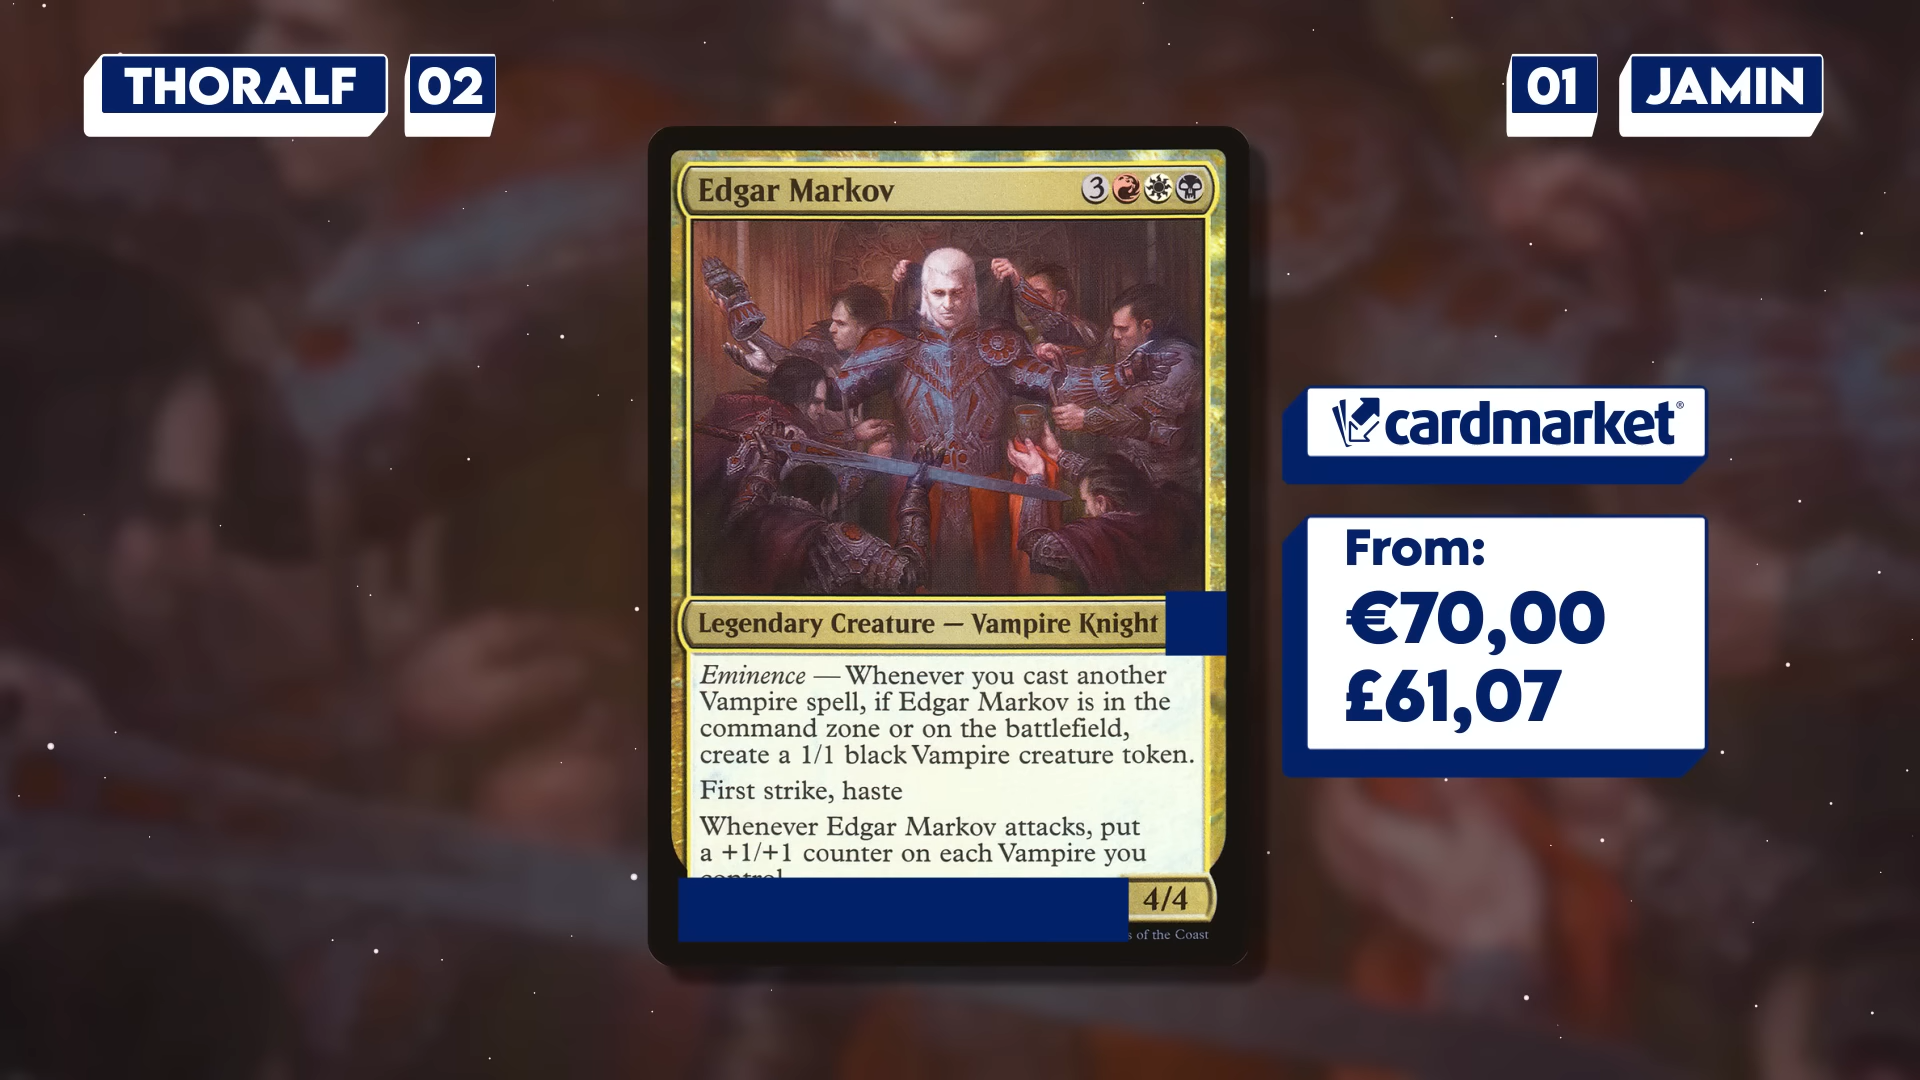 THORALF 02
01 JAMIN
Edgar Markov 3
Legendary Creature — Vampire Knight
Eminence — Whenever you cast another
Vampire spell, if Edgar Markov is in the
command zone or on the battlefield,
create a 1/1 black Vampire creature token.
First strike, haste
Whenever Edgar Markov attacks, put
a +1/+1 counter on each Vampire you
control.
4/4
s of the Coast
cardmarket®
From:
€70,00
£61,07